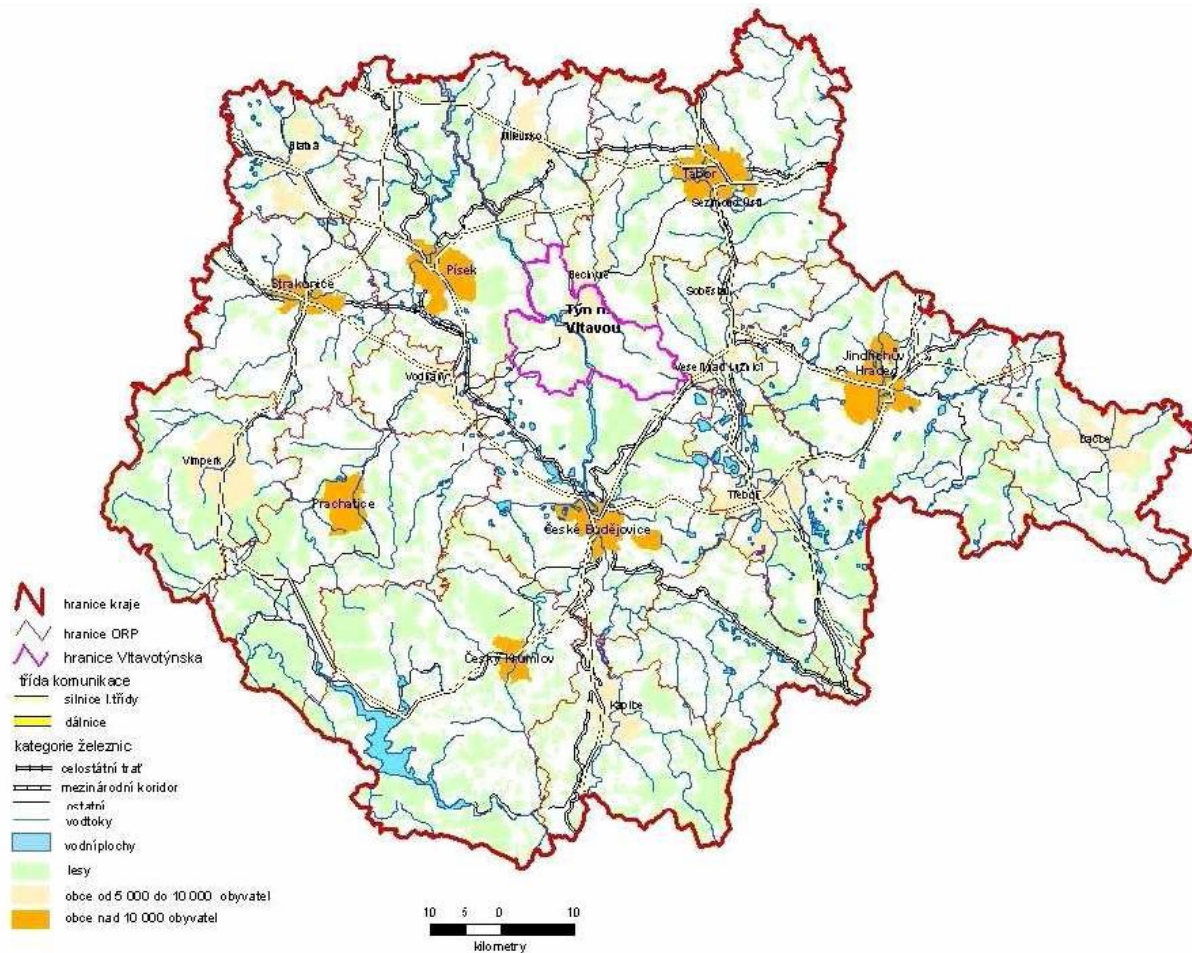 Milevsko
Blatná
Tábor
Sezimovo Ústí
Písek
Bechyně
Strakonice
Soběslav
Týn n.
Vltavou
Jindřichův
Hradec
Veselí nad Lužnicí
Vodňany
Dačice
Vimperk
Prachatice
Třeboň
České Budějovice
Český Krumlov
Kaplice
hranice kraje
hranice ORP
hranice Vltavotýnska
třída komunikace
silnice I.třídy
dálnice
kategorie železnic
celostátní trať
mezinárodní koridor
ostatní
vodtoky
vodníplochy
lesy
obce od 5 000 do 10 000 obyvatel
obce nad 10 000 obyvatel
10 5 0 10
kilometry